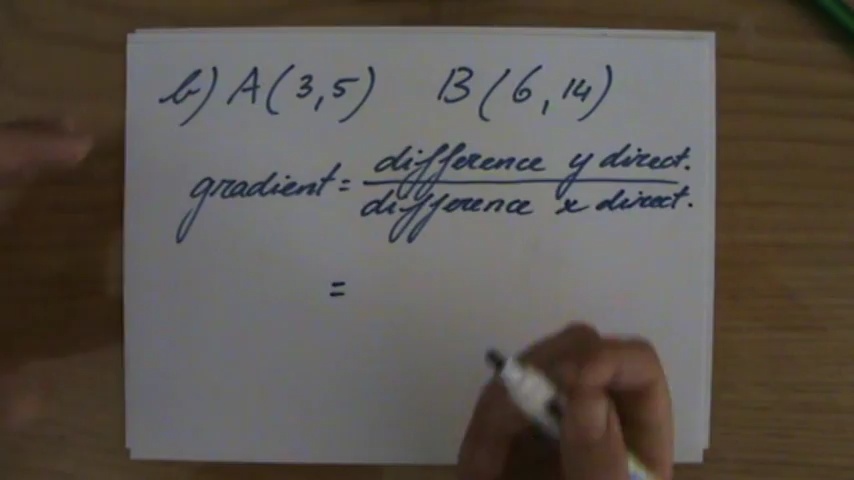 b) A(3,5) B(6,14)
gradient = difference y direct.
difference x direct.
=